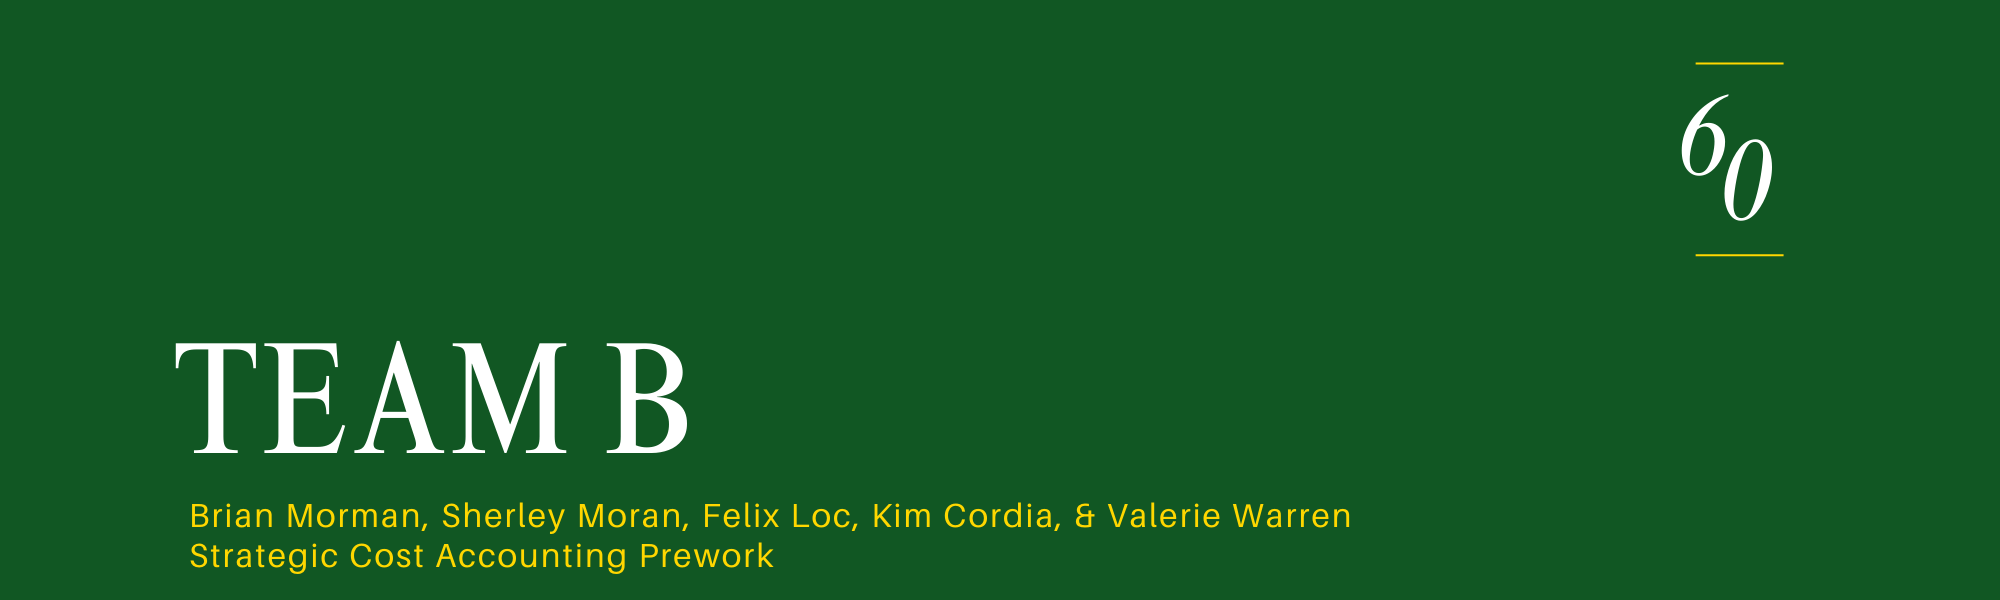 60
TEAM B
Brian Morman, Sherley Moran, Felix Loc, Kim Cordia, & Valerie Warren
Strategic Cost Accounting Prework